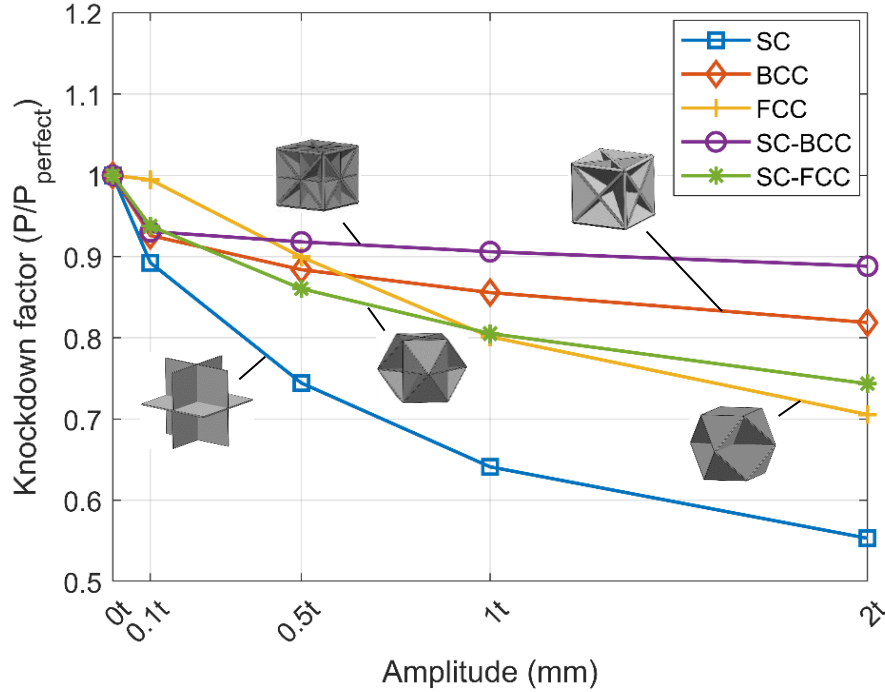 1.2
1.1
1
0.9
0.8
0.7
0.6
0.5
Knockdown factor (P/P_perfect)
SC
BCC
FCC
SC-BCC
SC-FCC
0t
0.1t
0.5t
1t
2t
Amplitude (mm)